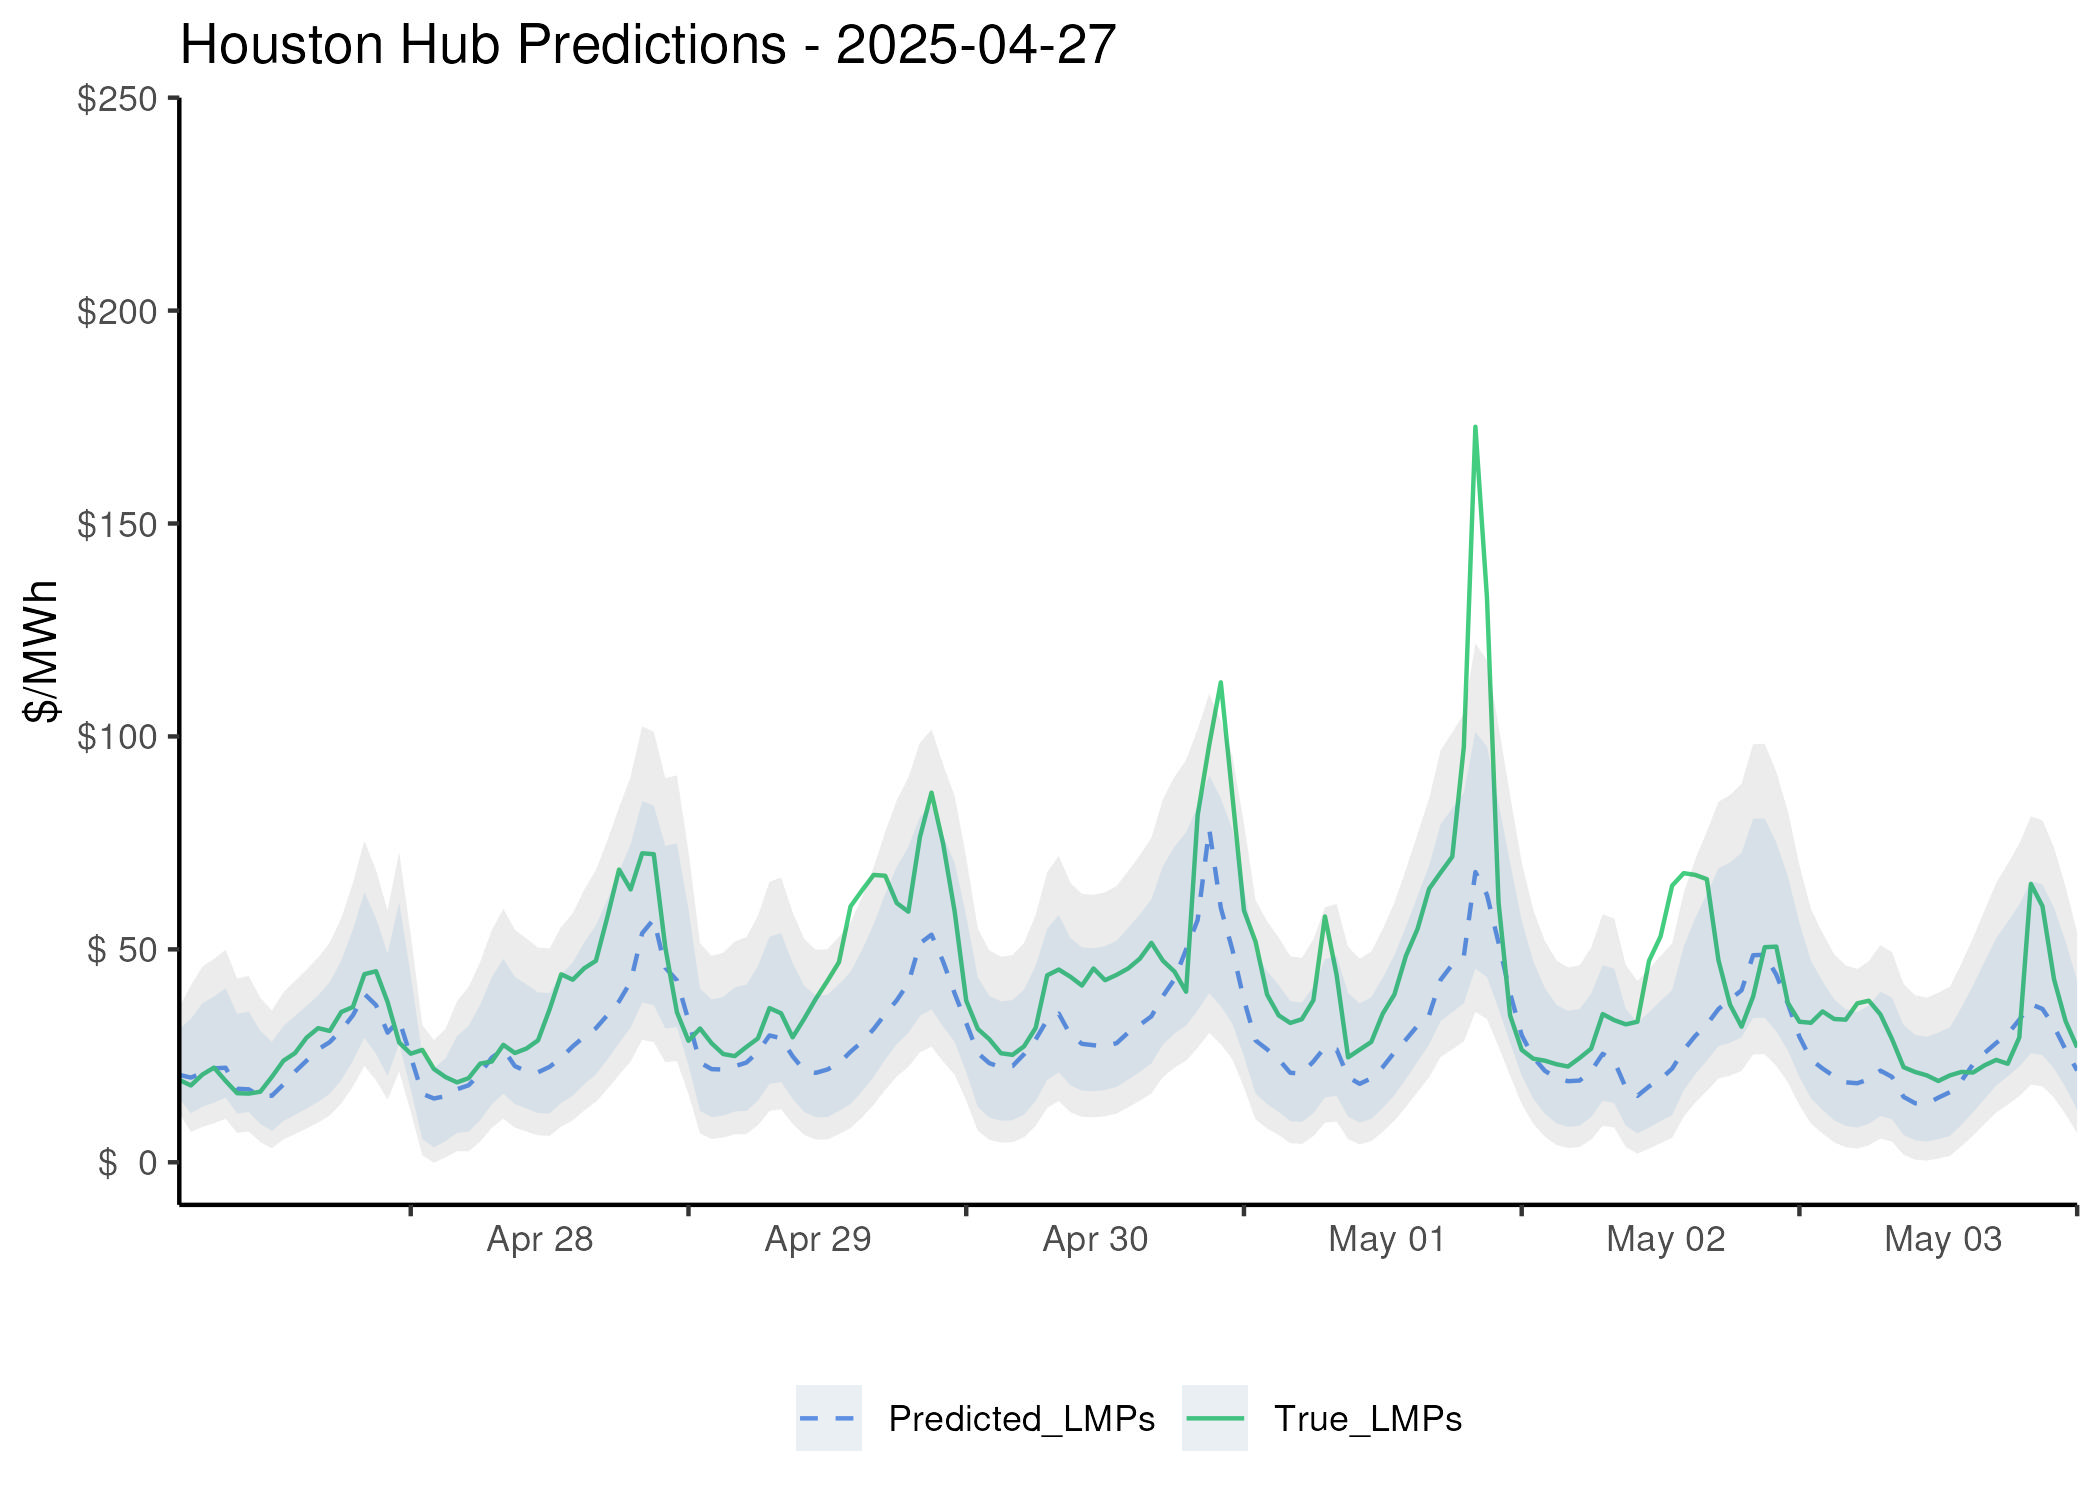 Houston Hub Predictions - 2025-04-27
$250
$200
$150
$100
$ 50
$  0
$/MWh
Apr 28
Apr 29
Apr 30
May 01
May 02
May 03
Predicted_LMPs
True_LMPs